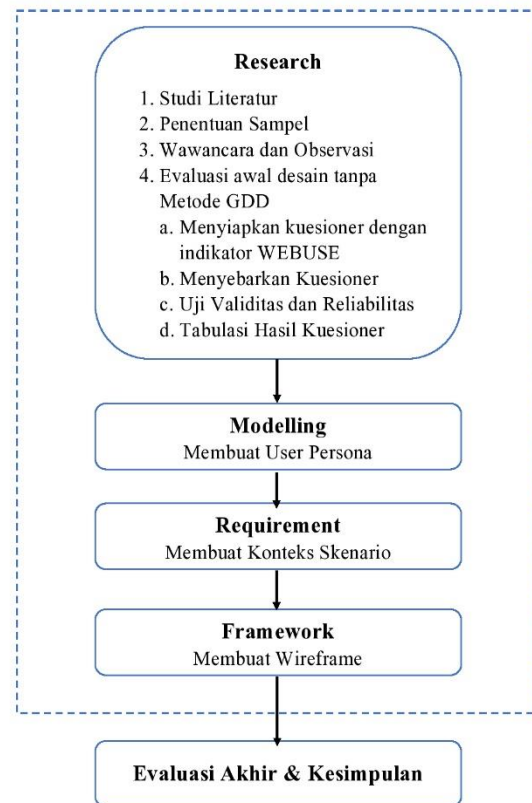 Research
1. Studi Literatur
2. Penentuan Sampel
3. Wawancara dan Observasi
4. Evaluasi awal desain tanpa
Metode GDD
a. Menyiapkan kuesioner dengan
indikator WEBUSE
b. Menyebarkan Kuesioner
c. Uji Validitas dan Reliabilitas
d. Tabulasi Hasil Kuesioner
Modelling
Membuat User Persona
Requirement
Membuat Konteks Skenario
Framework
Membuat Wireframe
Evaluasi Akhir & Kesimpulan